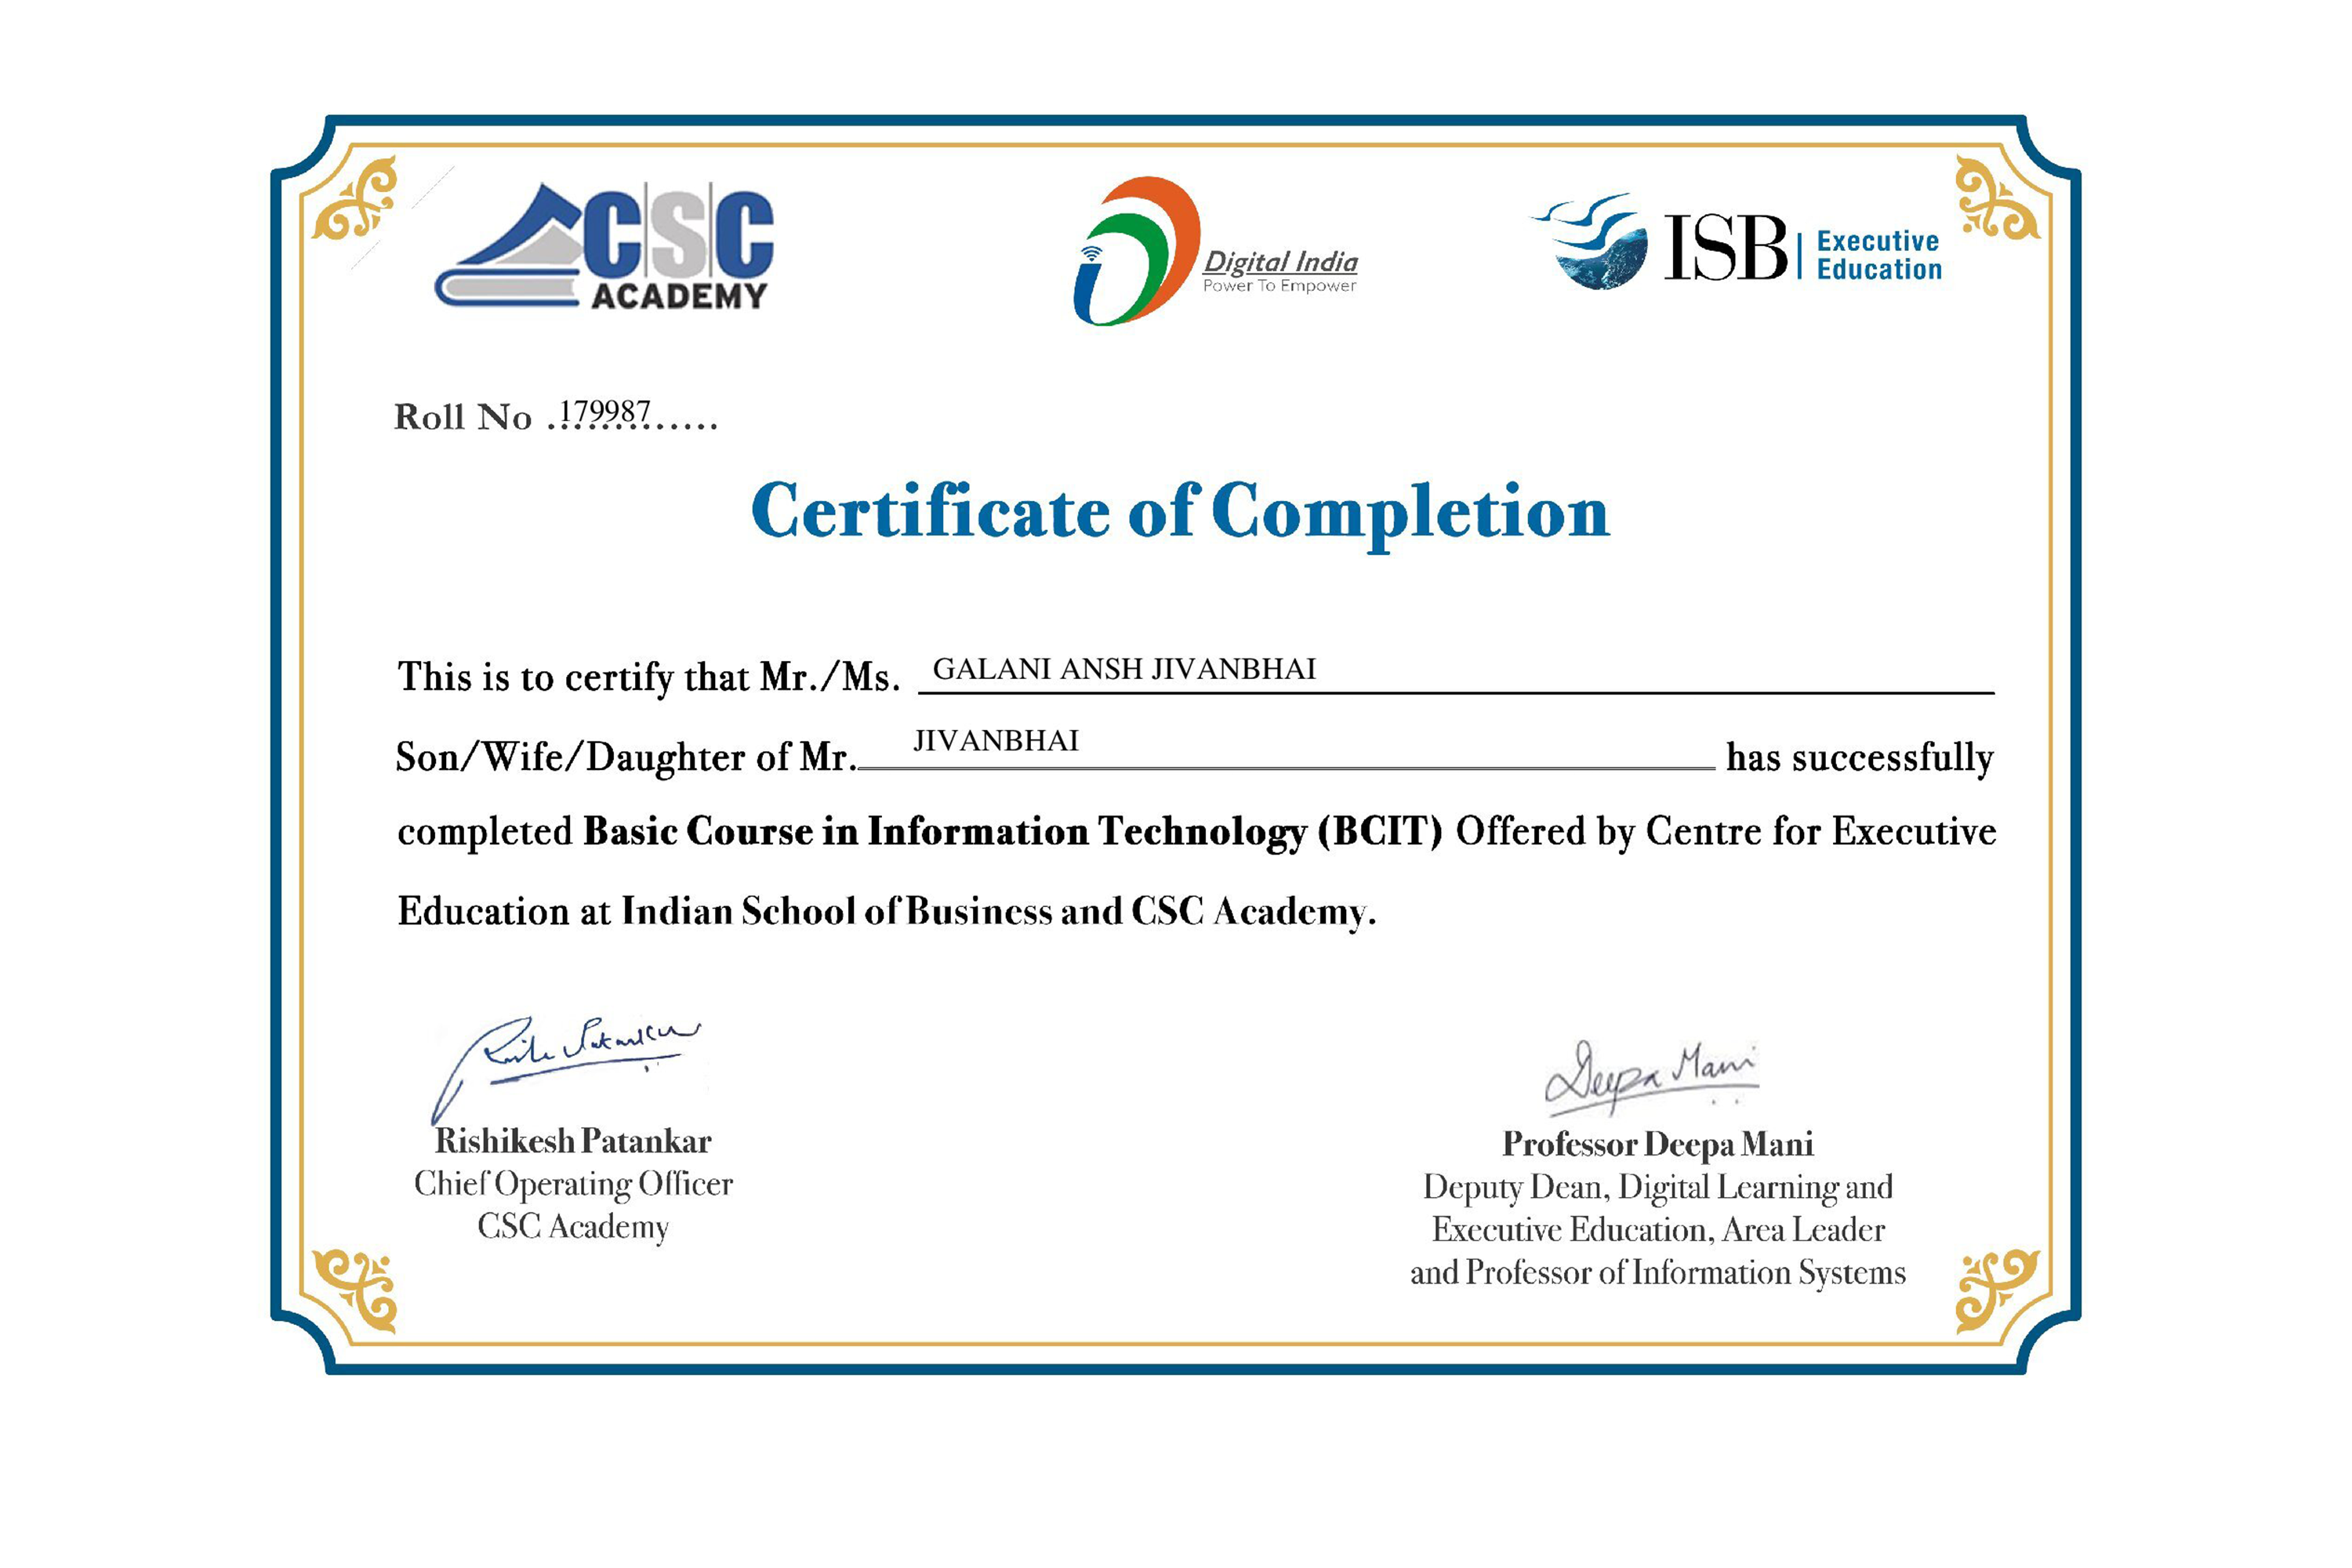 CSC
ACADEMY
Digital India
Power To Empower
ISB Executive
Education
Roll No .179987............
Certificate of Completion
This is to certify that Mr./Ms. GALANI ANSH JIVANBHAI
Son/Wife/Daughter of Mr. JIVANBHAI has successfully
completed Basic Course in Information Technology (BCIT) Offered by Centre for Executive
Education at Indian School of Business and CSC Academy.
Deepa Mani
Rishikesh Patankar
Chief Operating Officer
CSC Academy
Professor Deepa Mani
Deputy Dean, Digital Learning and
Executive Education, Area Leader
and Professor of Information Systems